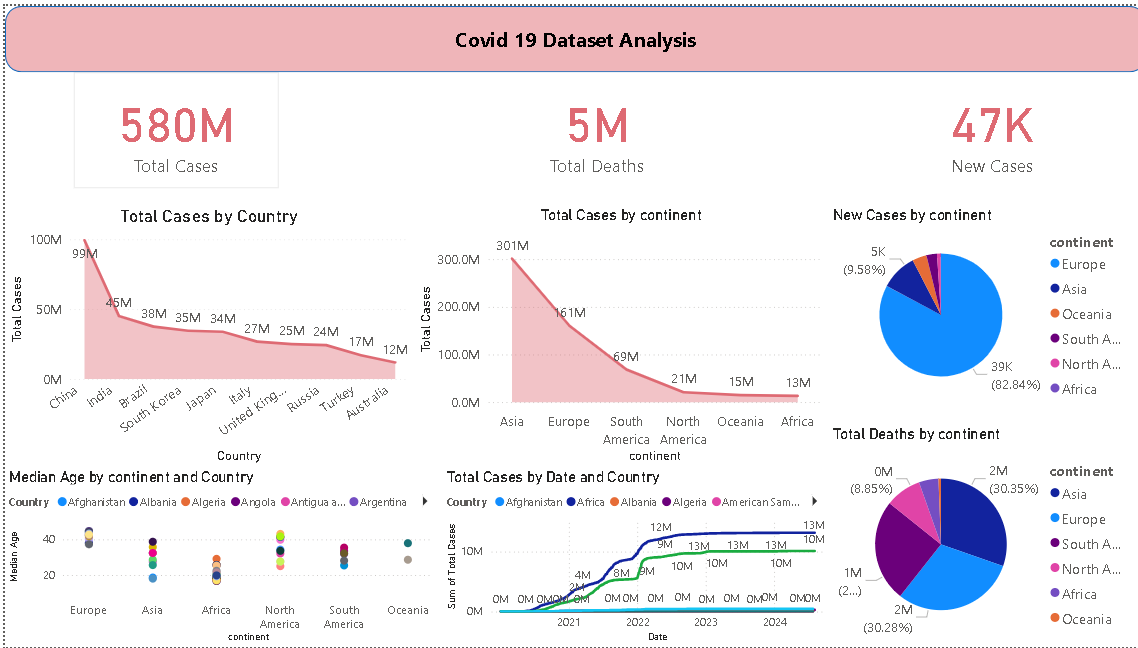 Covid 19 Dataset Analysis
580M
Total Cases
5M
Total Deaths
47K
New Cases
Total Cases by Country
Total Cases
100M
50M
0M
99M
45M
38M
35M
34M
27M
25M
24M
17M
12M
China
India
Brazil
South Korea
Japan
Italy
United King...
Russia
Turkey
Australia
Country
Total Cases by continent
Total Cases
300.0M
200.0M
100.0M
0.0M
301M
161M
69M
21M
15M
13M
Asia
Europe
South America
North America
Oceania
Africa
continent
New Cases by continent
5K
(9.58%)
39K
(82.84%)
continent
Europe
Asia
Oceania
South A...
North A...
Africa
Median Age by continent and Country
Country Afghanistan Albania Algeria Angola Antigua a... Argentina
Median Age
40
20
Europe
Asia
Africa
North America
South America
Oceania
continent
Total Cases by Date and Country
Country Afghanistan Africa Albania Algeria American Sam...
Sum of Total Cases
10M
0M
0M 0M 0M 0M 0M 0M 0M 0M 0M 0M 0M 0M 0M 0M
2M
4M
8M
9M
12M
9M
10M
13M
10M
13M
13M
10M
13M
10M
2021
2022
2023
2024
Date
Total Deaths by continent
0M
(8.85%)
2M
(30.35%)
1M
(2...)
2M
(30.28%)
continent
Asia
Europe
South A...
North A...
Africa
Oceania